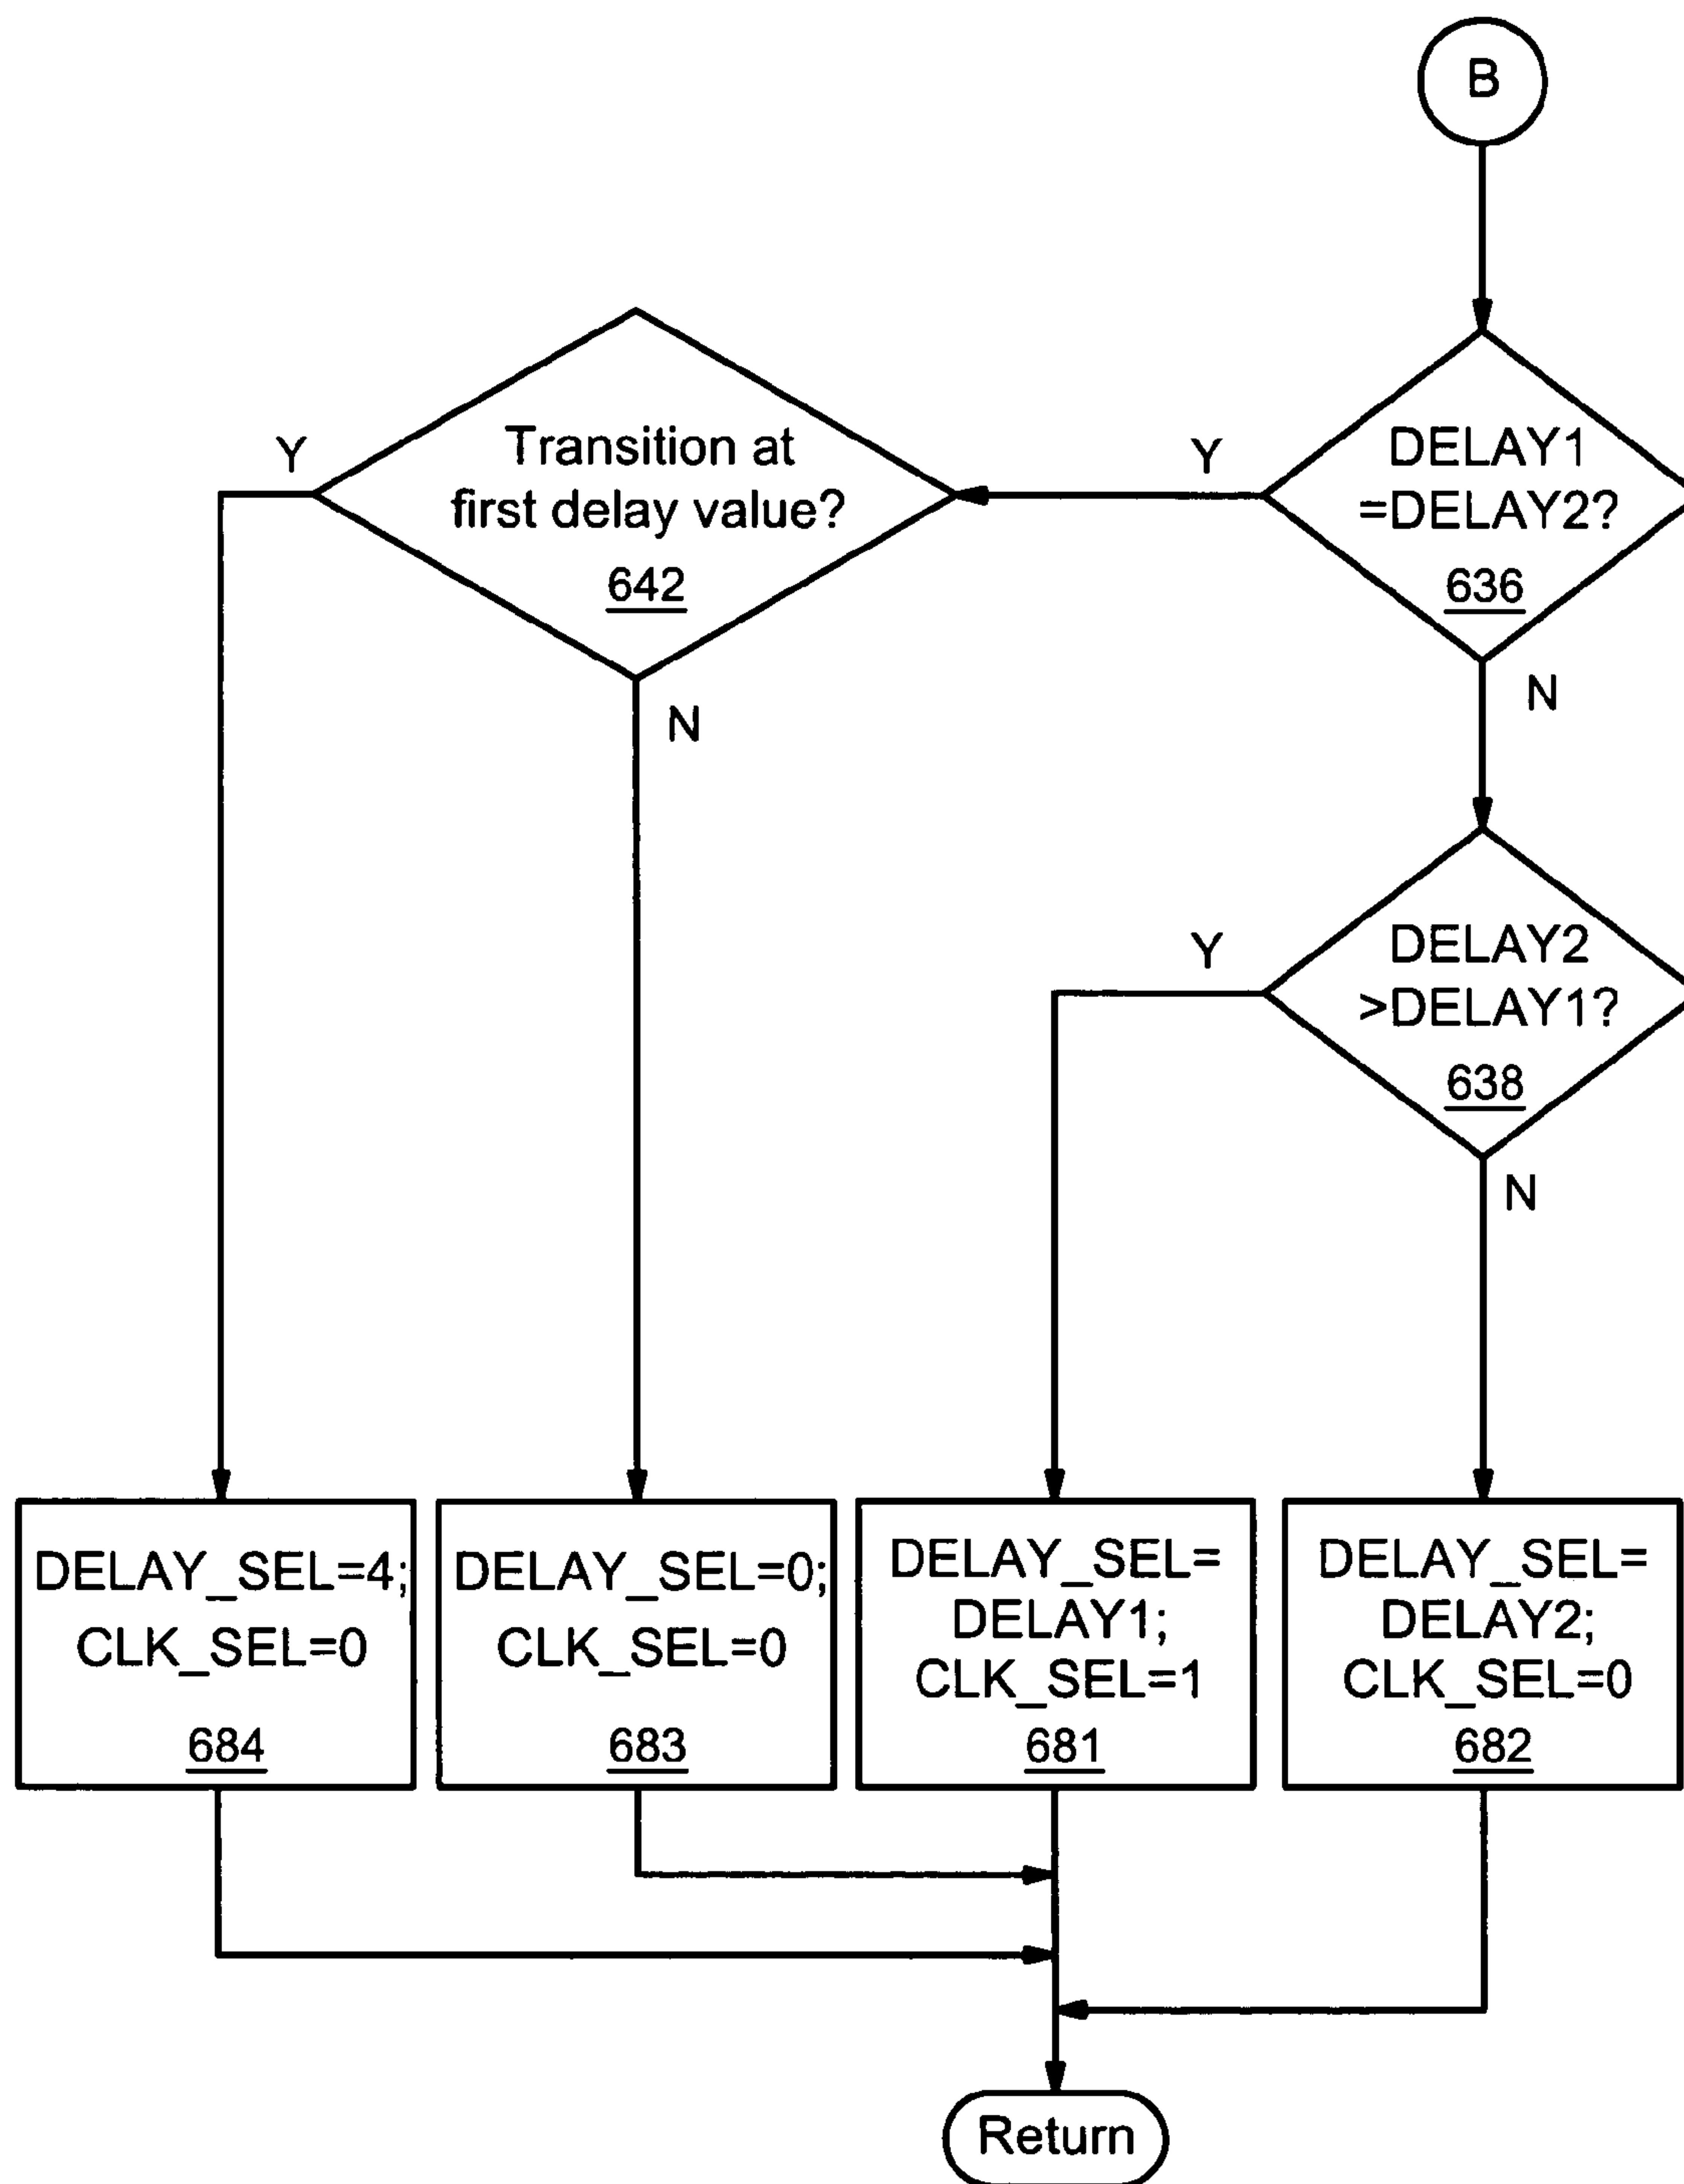 B
DELAY1
=DELAY2?
636
Y
N
Transition at
first delay value?
642
Y
N
DELAY2
>DELAY1?
638
Y
N
DELAY_SEL=4;
CLK_SEL=0
684
DELAY_SEL=0;
CLK_SEL=0
683
DELAY_SEL=
DELAY1;
CLK_SEL=1
681
DELAY_SEL=
DELAY2;
CLK_SEL=0
682
Return